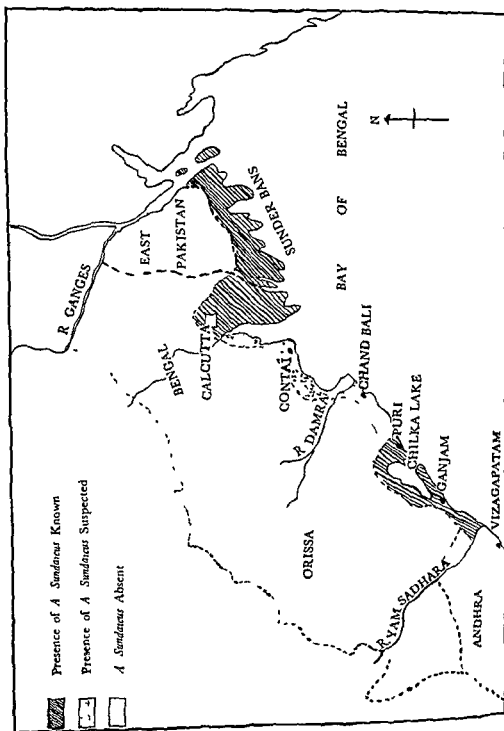 Presence of A Sundaicus Known
Presence of A Sundaicus Suspected
A Sundaicus Absent
R GANGES
EAST
PAKISTAN
BENGAL
CALCUTTA
SUNDER BANS
CONTAI
R DAMRA
CHAND BALI
BAY OF BENGAL
N
ORISSA
PURI
CHILKA LAKE
GANJAM
R YAM SADHARA
VIZAGAPATAM
ANDHRA